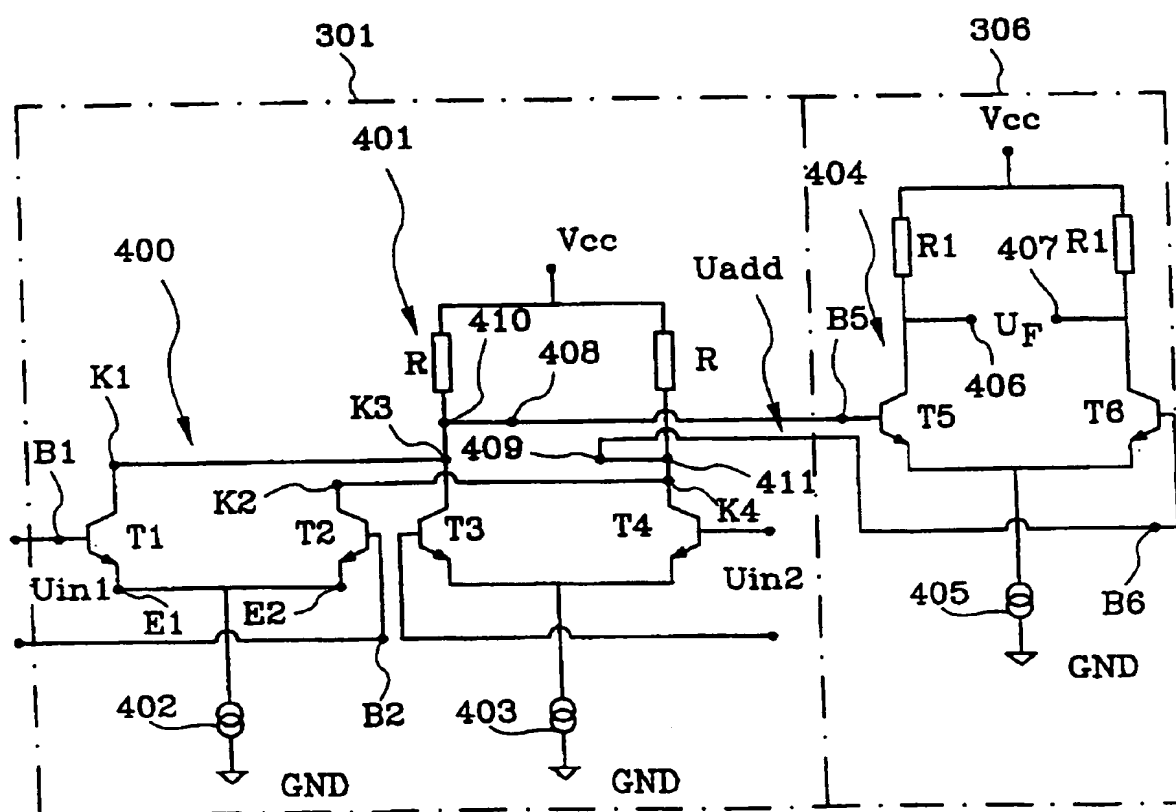 301
306
Vcc
401
404
400
Vcc
R1
407
R1
Uadd
410
B5
UF
408
R
R
406
K1
K3
T5
T6
409
B1
411
K2
K4
T1
T2
T3
T4
Uin1
Uin2
E1
E2
405
B6
GND
402
B2
403
GND
GND